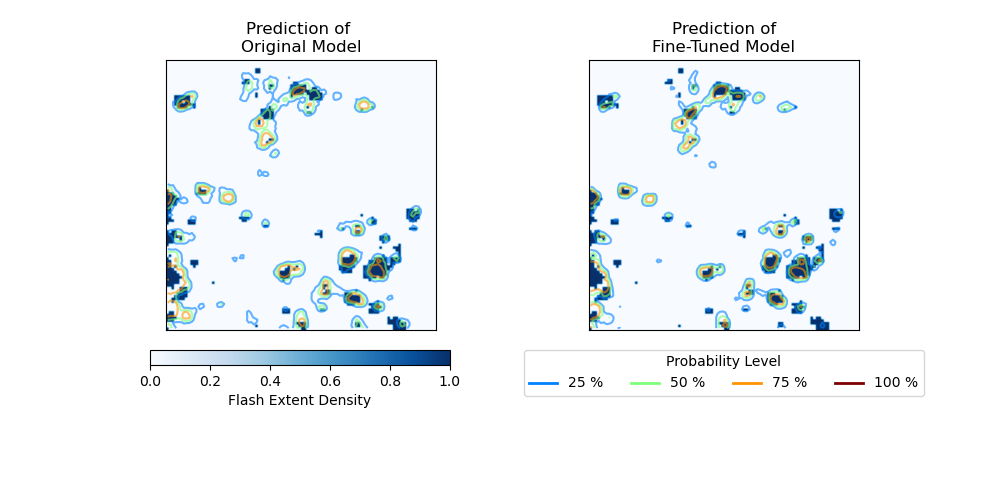 Prediction of
Original Model
Prediction of
Fine-Tuned Model
0.0 0.2 0.4 0.6 0.8 1.0
Flash Extent Density
Probability Level
25 % 50 % 75 % 100 %